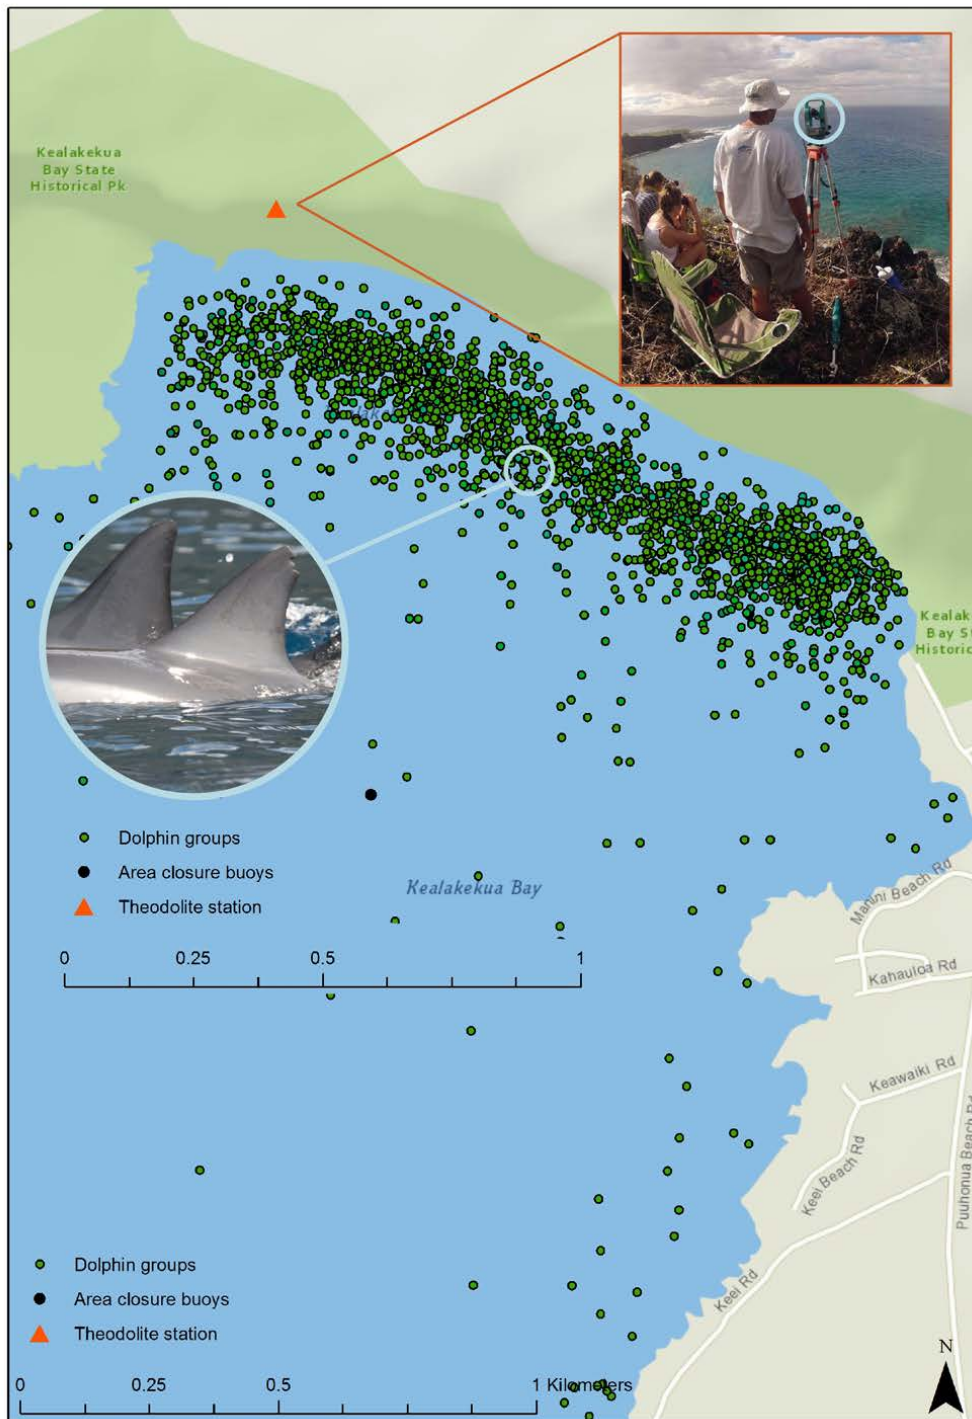 Kealakekua
Bay State
Historical Pk
Bay St
Historic
Dolphin groups
Area closure buoys
Theodolite station
Kealakekua Bay
0 0.25 0.5 1
Manini Beach Rd
Kahauloa Rd
Keawaiki Rd
Keei Beach Rd
Puuhonua Beach Rd
Keei Rd
Dolphin groups
Area closure buoys
Theodolite station
N
0 0.25 0.5 1 Kilometers